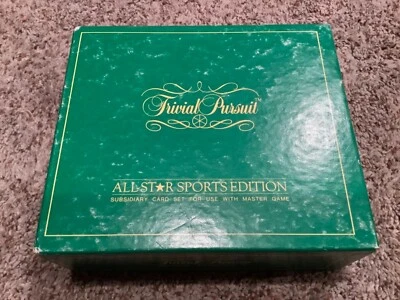 Trivial Pursuit
ALL★STAR SPORTS EDITION
SUBSIDIARY CARD SET FOR USE WITH MASTER GAME